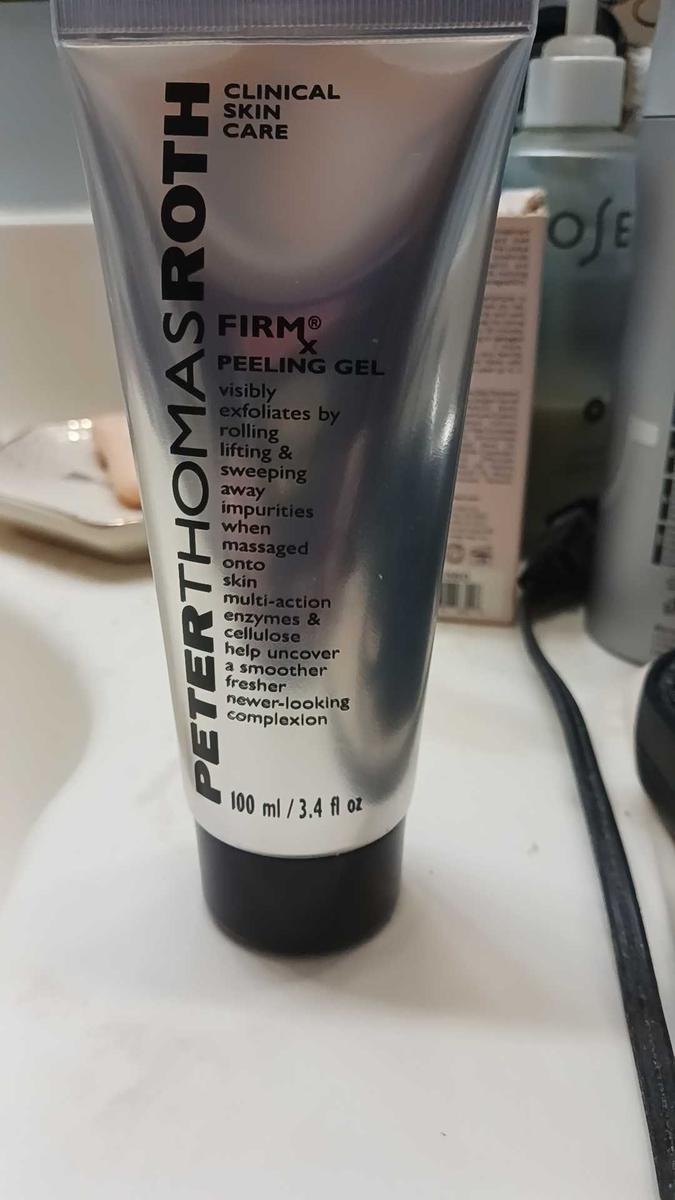 PETERTHOMASROTH
CLINICAL
SKIN
CARE
FIRMx®
PEELING GEL
visibly
exfoliates by
rolling
lifting &
sweeping
away
impurities
when
massaged
onto
skin
multi-action
enzymes &
cellulose
help uncover
a smoother
fresher
newer-looking
complexion
100 ml / 3.4 fl oz
OSE